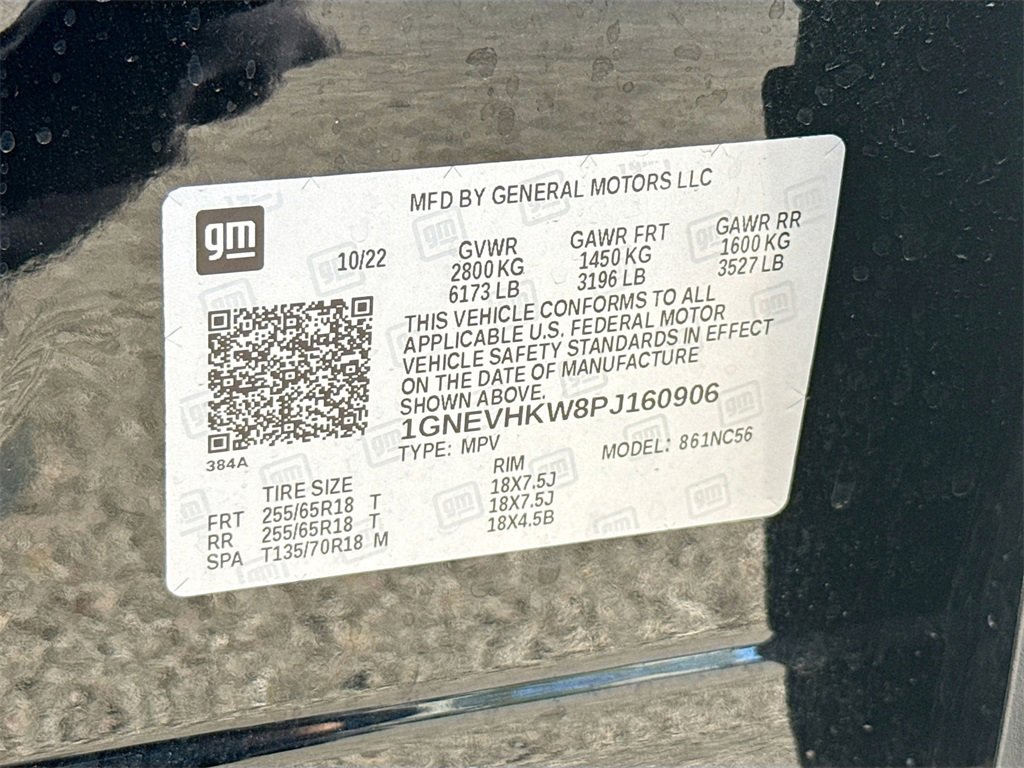 MFD BY GENERAL MOTORS LLC
gm
10/22
GVWR GAWR FRT GAWR RR
2800 KG 1450 KG 1600 KG
6173 LB 3196 LB 3527 LB
THIS VEHICLE CONFORMS TO ALL
APPLICABLE U.S. FEDERAL MOTOR
VEHICLE SAFETY STANDARDS IN EFFECT
ON THE DATE OF MANUFACTURE
SHOWN ABOVE.
1GNEVHKW8PJ160906
TYPE: MPV MODEL: 861NC56
384A
TIRE SIZE RIM
FRT 255/65R18 T 18X7.5J
RR 255/65R18 T 18X7.5J
SPA T135/70R18 M 18X4.5B